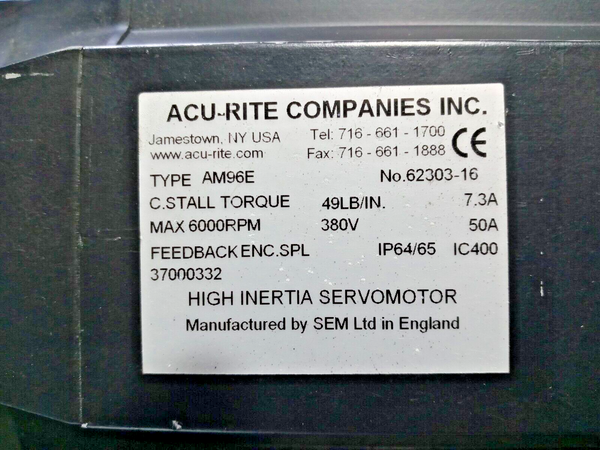 ACU-RITE COMPANIES INC.
Jamestown, NY USA Tel: 716 - 661 - 1700
www.acu-rite.com Fax: 716 - 661 - 1888 CE
TYPE AM96E No.62303-16
C.STALL TORQUE 49LB/IN. 7.3A
MAX 6000RPM 380V 50A
FEEDBACK ENC.SPL IP64/65 IC400
37000332
HIGH INERTIA SERVOMOTOR
Manufactured by SEM Ltd in England